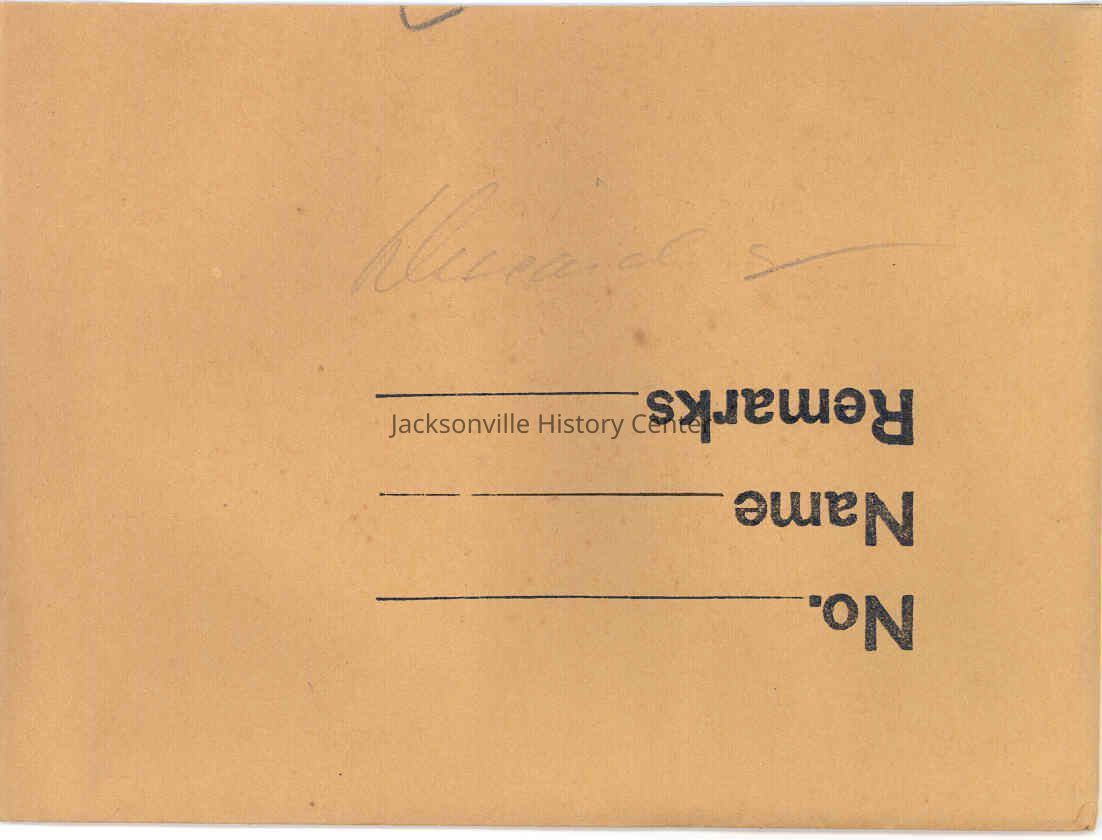 Jacksonville History Center
No.
Name
Remarks